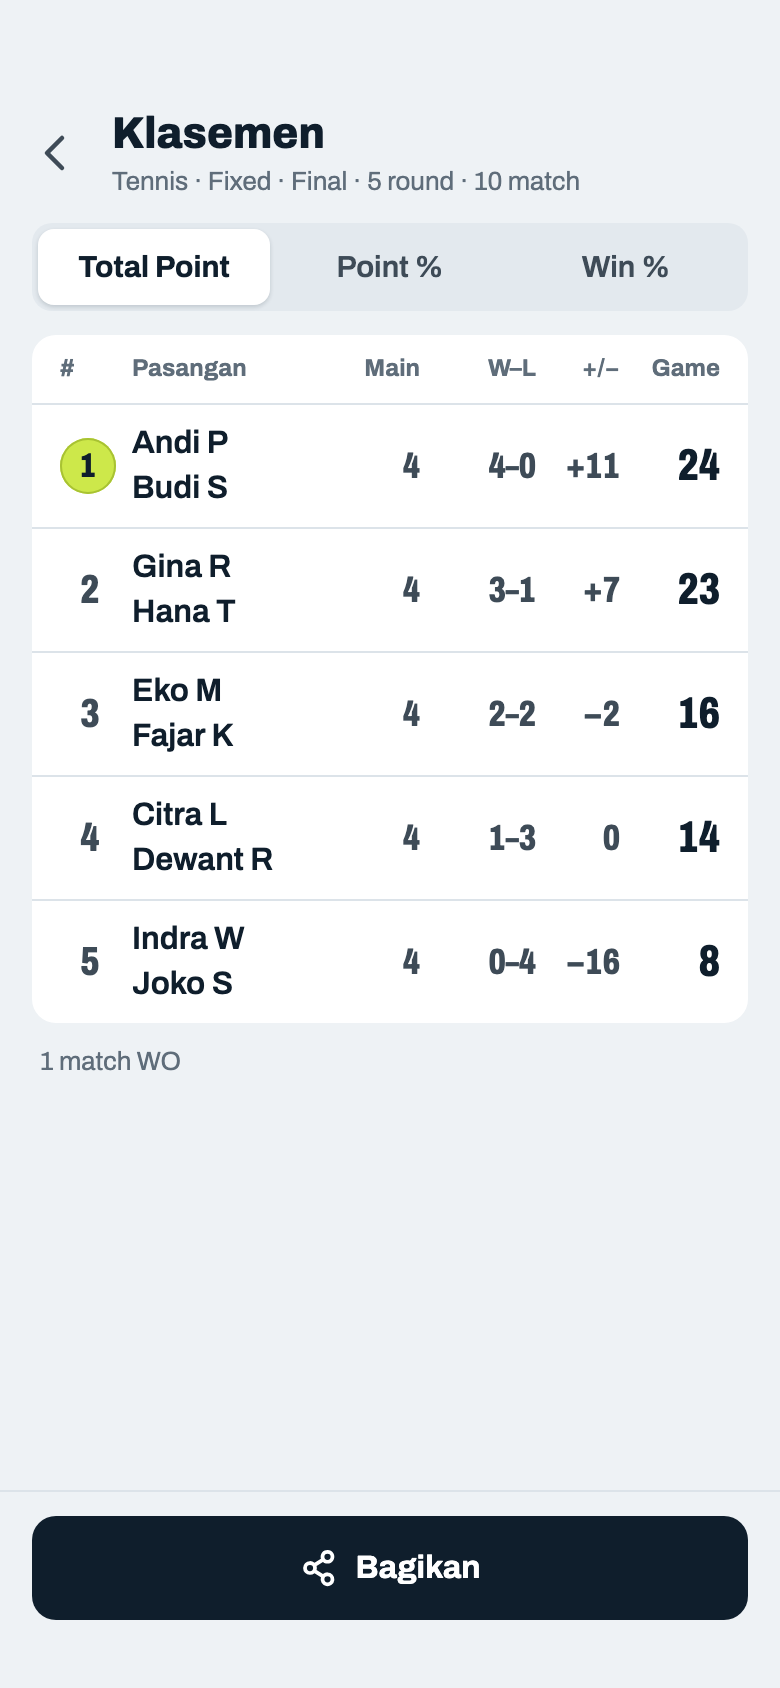 Klasemen
Tennis · Fixed · Final · 5 round · 10 match
Total Point Point % Win %
# Pasangan Main W–L +/– Game
1 Andi P Budi S 4 4–0 +11 24
2 Gina R Hana T 4 3–1 +7 23
3 Eko M Fajar K 4 2–2 –2 16
4 Citra L Dewant R 4 1–3 0 14
5 Indra W Joko S 4 0–4 –16 8
1 match WO
Bagikan